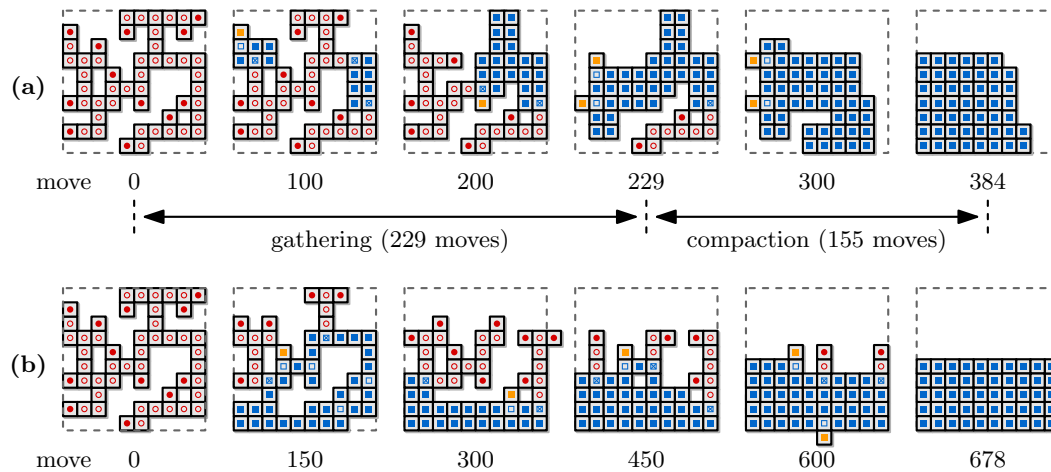 (a)
move 0 100 200 229 300 384
gathering (229 moves) compaction (155 moves)
(b)
move 0 150 300 450 600 678